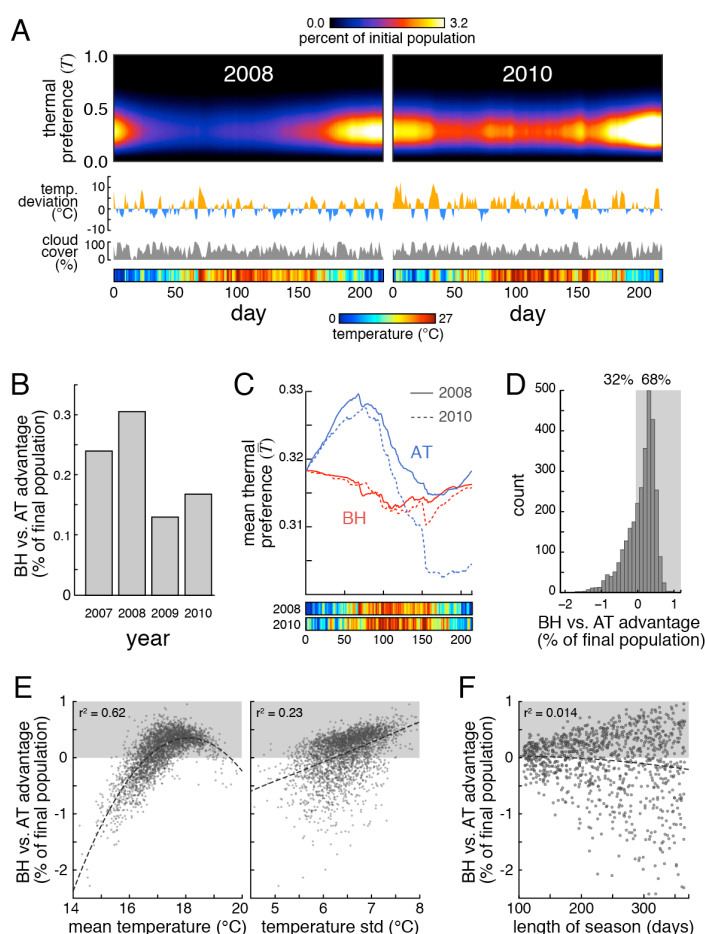 A
0.0 3.2
percent of initial population
thermal
preference (T)
1.0
0.5
0.0
2008
2010
temp.
deviation
(°C)
10
0
-10
cloud
cover
(%)
100
0
0 50 100 150 200
0 50 100 150 200
day
day
0 27
temperature (°C)
B
BH vs. AT advantage
(% of final population)
0.3
0.2
0.1
0
2007 2008 2009 2010
year
C
mean thermal
preference (T̅)
0.33
0.32
0.31
2008
2010
AT
BH
2008
2010
0 50 100 150 200
D
32% 68%
count
500
400
300
200
100
0
−2 −1 0 1
BH vs. AT advantage
(% of final population)
E
BH vs. AT advantage
(% of final population)
1
0
-1
-2
r² = 0.62
14 16 18 20
mean temperature (°C)
r² = 0.23
5 6 7 8
temperature std (°C)
F
BH vs. AT advantage
(% of final population)
1
0
-1
-2
r² = 0.014
100 200 300
length of season (days)